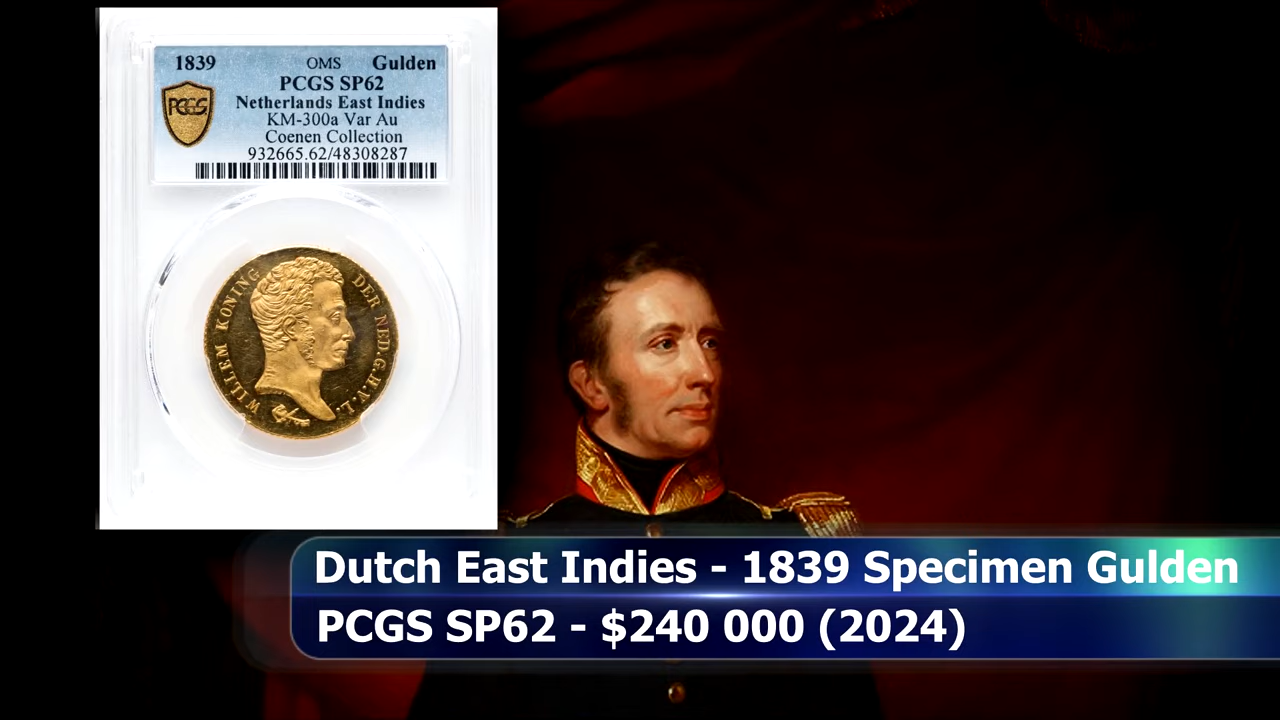 1839 OMS Gulden
PCGS SP62
Netherlands East Indies
KM-300a Var Au
Coenen Collection
932665.62/48308287
PCGS
WILLEM KONING DER NED.G.H.V.L.
Dutch East Indies - 1839 Specimen Gulden
PCGS SP62 - $240 000 (2024)